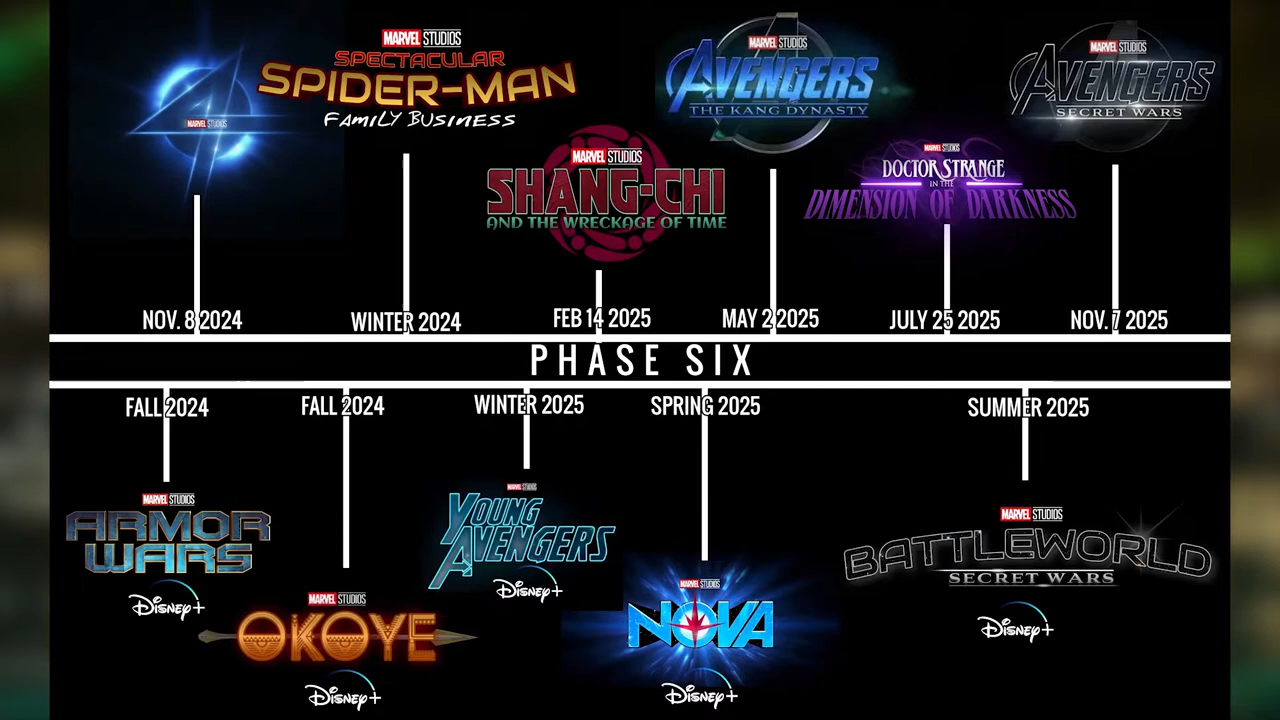 MARVEL STUDIOS
4
MARVEL STUDIOS
SPECTACULAR
SPIDER-MAN
FAMILY BUSINESS
MARVEL STUDIOS
SHANG-CHI
AND THE WRECKAGE OF TIME
MARVEL STUDIOS
AVENGERS
THE KANG DYNASTY
MARVEL STUDIOS
DOCTOR STRANGE
IN THE
DIMENSION OF DARKNESS
MARVEL STUDIOS
AVENGERS
SECRET WARS
NOV. 8 2024
WINTER 2024
FEB 14 2025
MAY 2 2025
JULY 25 2025
NOV. 7 2025
PHASE SIX
FALL 2024
FALL 2024
WINTER 2025
SPRING 2025
SUMMER 2025
MARVEL STUDIOS
ARMOR
WARS
Disney+
MARVEL STUDIOS
OKOYE
Disney+
MARVEL STUDIOS
YOUNG
AVENGERS
Disney+
MARVEL STUDIOS
NOVA
Disney+
MARVEL STUDIOS
BATTLEWORLD
SECRET WARS
Disney+